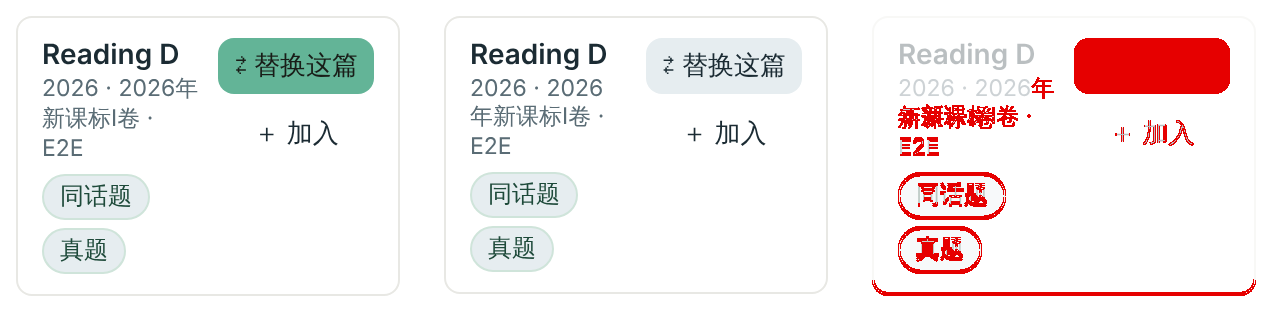 Reading D
⇄ 替换这篇
2026 · 2026年
新课标I卷 ·
E2E
+ 加入
同话题
真题
Reading D
⇄ 替换这篇
2026 · 2026
年新课标I卷 ·
E2E
+ 加入
同话题
真题
Reading D
2026 · 2026年
E2E
+ 加入
同话题
真题